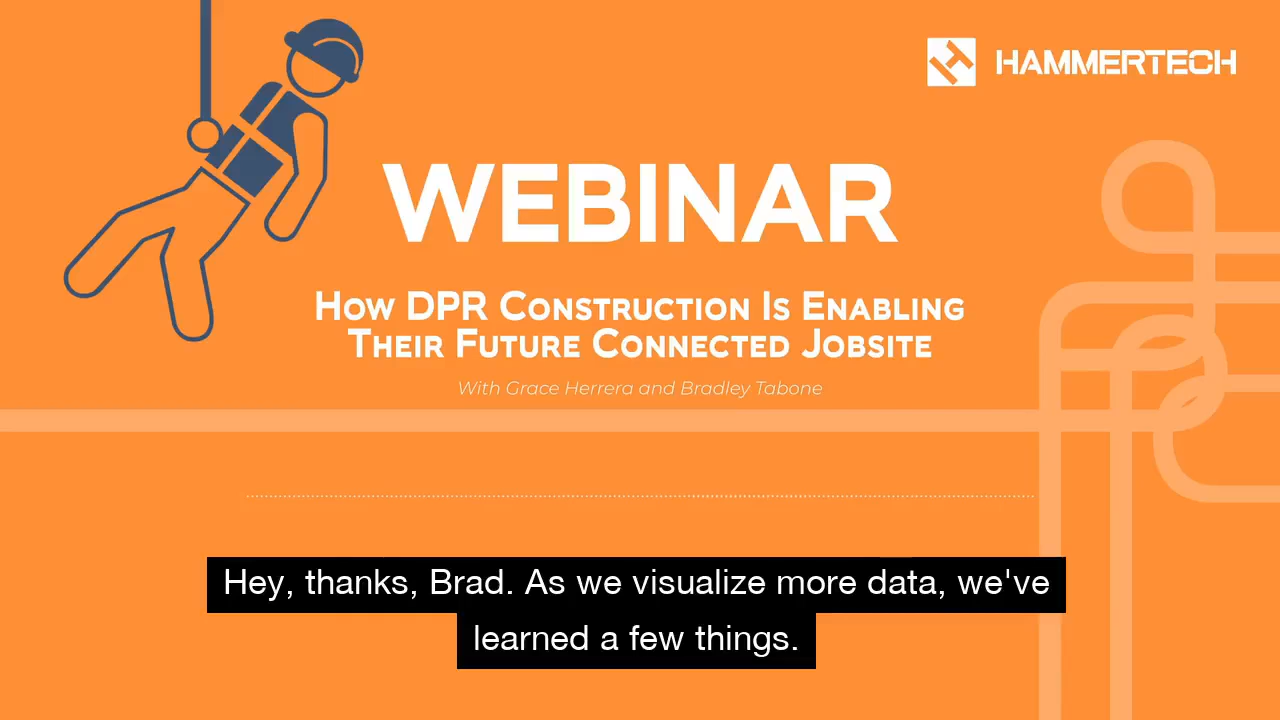 HAMMERTECH
WEBINAR
How DPR Construction Is Enabling
Their Future Connected Jobsite
With Grace Herrera and Bradley Tabone
Hey, thanks, Brad. As we visualize more data, we've
learned a few things.